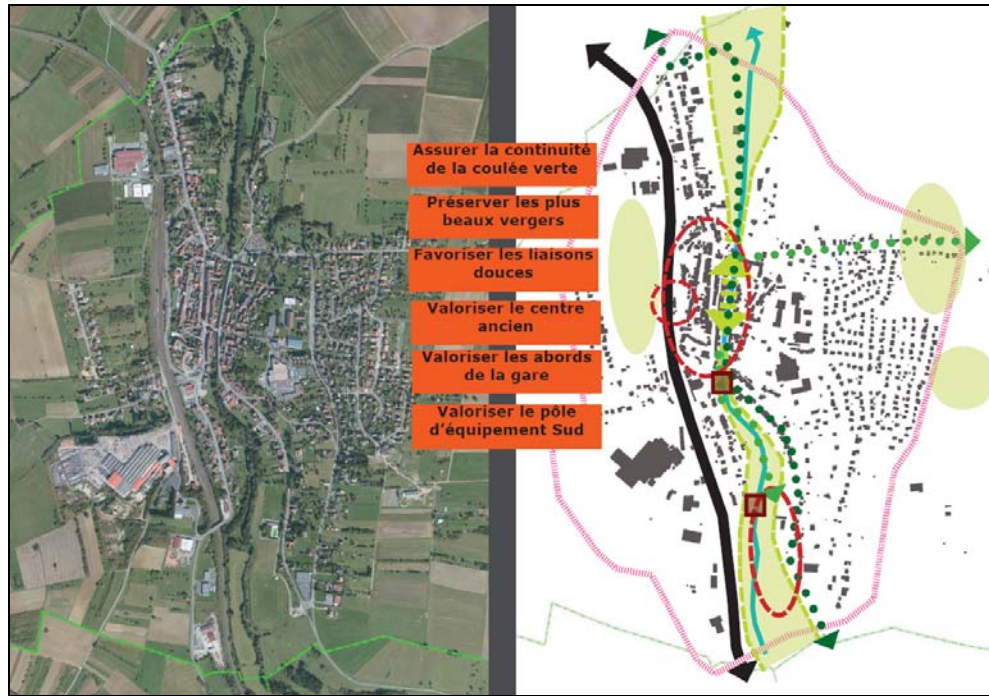 Assurer la continuité
de la coulée verte
Préserver les plus
beaux vergers
Favoriser les liaisons
douces
Valoriser le centre
ancien
Valoriser les abords
de la gare
Valoriser le pôle
d'équipement Sud